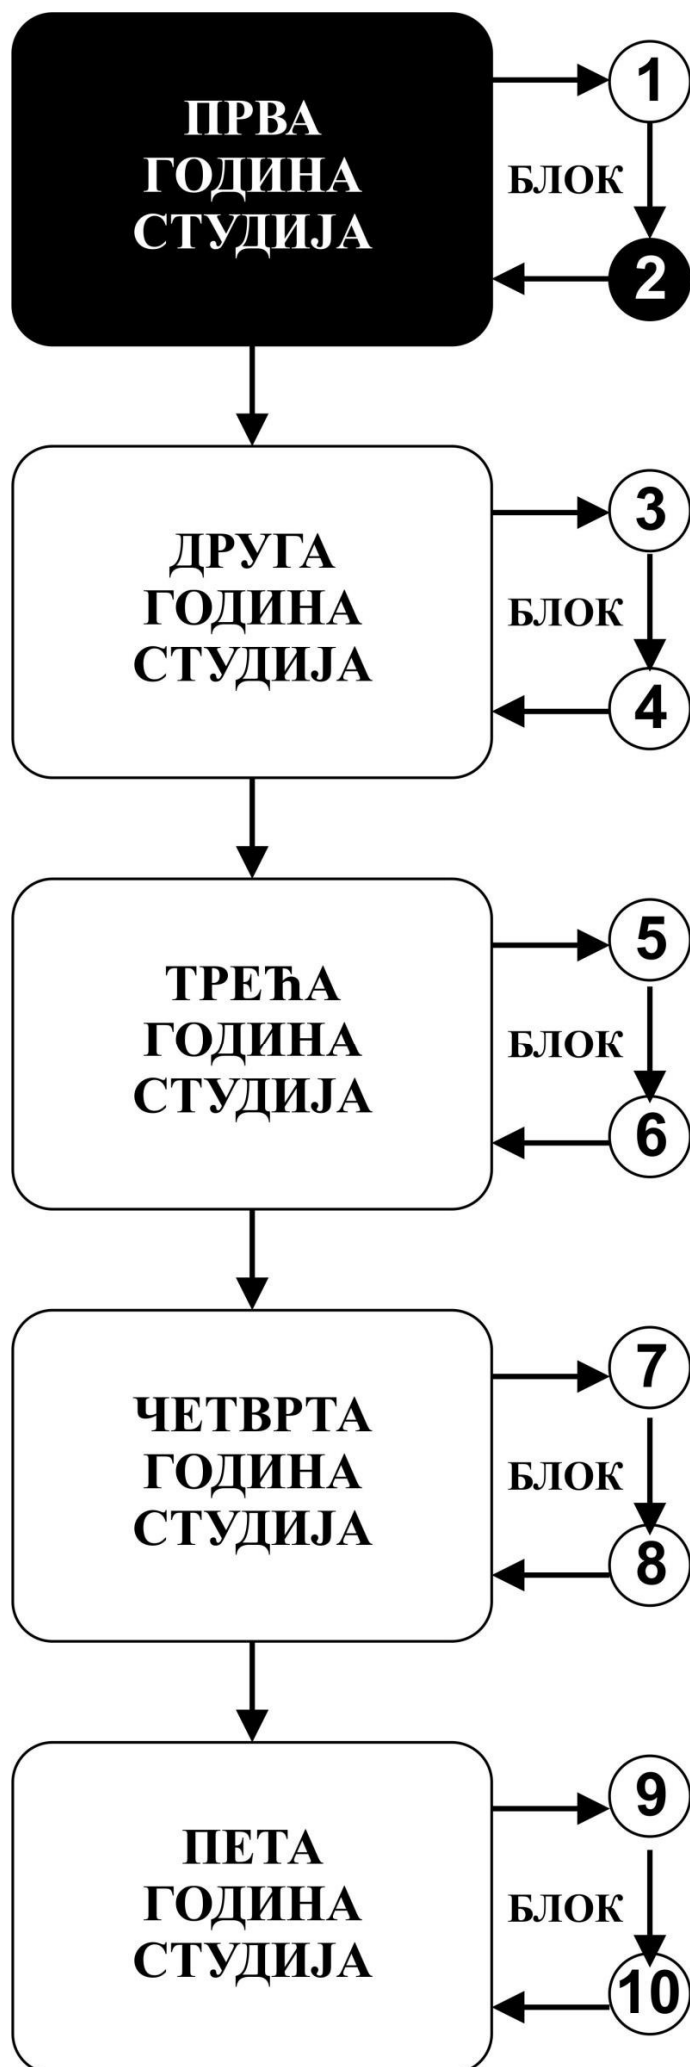 ПРВА
ГОДИНА
СТУДИЈА
1
БЛОК
2
ДРУГА
ГОДИНА
СТУДИЈА
3
БЛОК
4
ТРЕЋА
ГОДИНА
СТУДИЈА
5
БЛОК
6
ЧЕТВРТА
ГОДИНА
СТУДИЈА
7
БЛОК
8
ПЕТА
ГОДИНА
СТУДИЈА
9
БЛОК
10